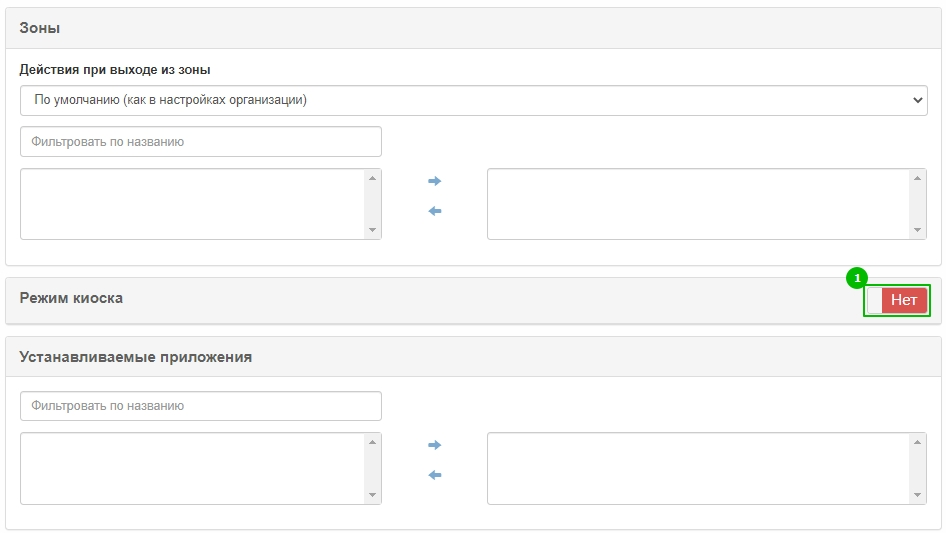 Зоны
Действия при выходе из зоны
По умолчанию (как в настройках организации)
Фильтровать по названию
1
Режим киоска
Нет
Устанавливаемые приложения
Фильтровать по названию